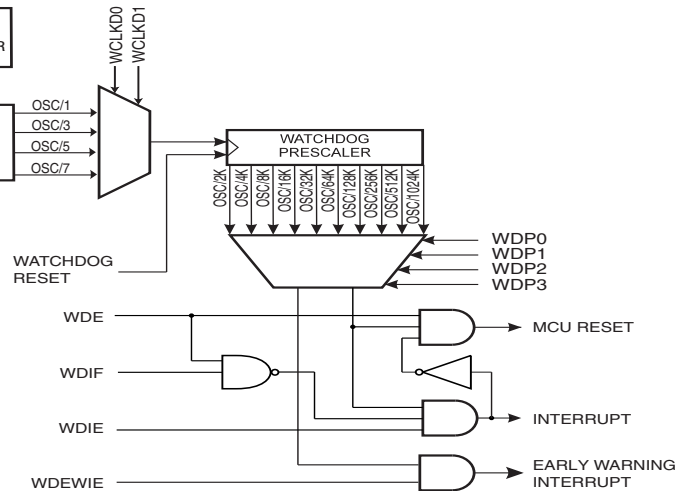 R
WCLKD0
WCLKD1
OSC/1
OSC/3
OSC/5
OSC/7
WATCHDOG
PRESCALER
OSC/2K
OSC/4K
OSC/8K
OSC/16K
OSC/32K
OSC/64K
OSC/128K
OSC/256K
OSC/512K
OSC/1024K
WATCHDOG
RESET
WDP0
WDP1
WDP2
WDP3
WDE
MCU RESET
WDIF
INTERRUPT
WDIE
EARLY WARNING
INTERRUPT
WDEWIE